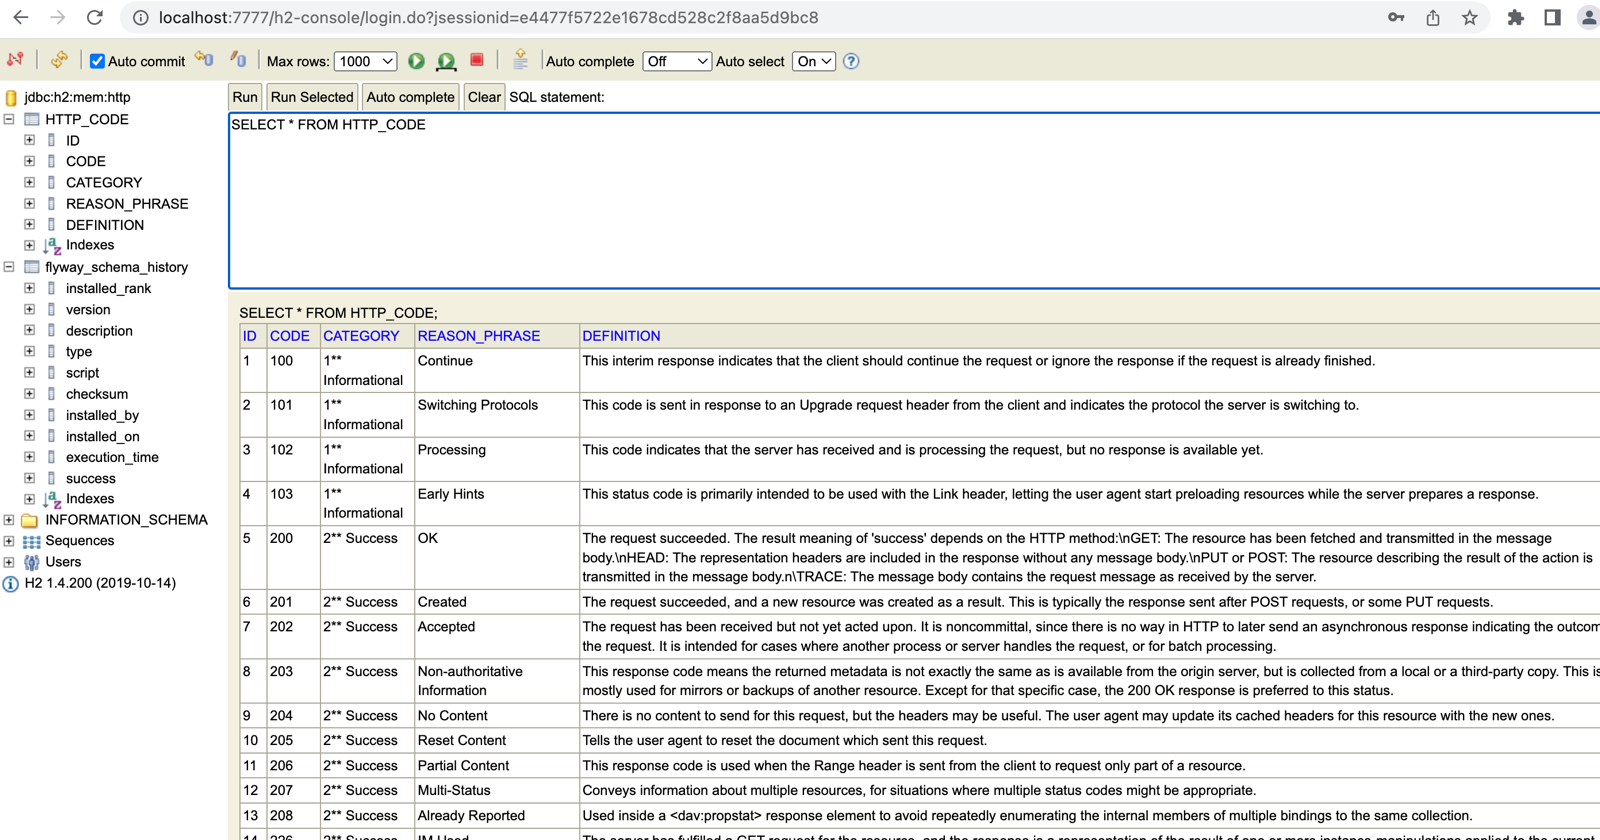 localhost:7777/h2-console/login.do?jsessionid=e4477f5722e1678cd528c2f8aa5d9bc8
Auto commit Max rows: 1000 Auto complete Off Auto select On
jdbc:h2:mem:http
HTTP_CODE
ID
CODE
CATEGORY
REASON_PHRASE
DEFINITION
Indexes
flyway_schema_history
installed_rank
version
description
type
script
checksum
installed_by
installed_on
execution_time
success
Indexes
INFORMATION_SCHEMA
Sequences
Users
H2 1.4.200 (2019-10-14)
Run Run Selected Auto complete Clear SQL statement:
SELECT * FROM HTTP_CODE
SELECT * FROM HTTP_CODE;
ID CODE CATEGORY REASON_PHRASE DEFINITION
1 100 1** Continue This interim response indicates that the client should continue the request or ignore the response if the request is already finished.
Informational
2 101 1** Switching Protocols This code is sent in response to an Upgrade request header from the client and indicates the protocol the server is switching to.
Informational
3 102 1** Processing This code indicates that the server has received and is processing the request, but no response is available yet.
Informational
4 103 1** Early Hints This status code is primarily intended to be used with the Link header, letting the user agent start preloading resources while the server prepares a response.
Informational
5 200 2** Success OK The request succeeded. The result meaning of 'success' depends on the HTTP method:\nGET: The resource has been fetched and transmitted in the message
body.\nHEAD: The representation headers are included in the response without any message body.\nPUT or POST: The resource describing the result of the action is
transmitted in the message body.n\TRACE: The message body contains the request message as received by the server.
6 201 2** Success Created The request succeeded, and a new resource was created as a result. This is typically the response sent after POST requests, or some PUT requests.
7 202 2** Success Accepted The request has been received but not yet acted upon. It is noncommittal, since there is no way in HTTP to later send an asynchronous response indicating the outcom
the request. It is intended for cases where another process or server handles the request, or for batch processing.
8 203 2** Success Non-authoritative This response code means the returned metadata is not exactly the same as is available from the origin server, but is collected from a local or a third-party copy. This is
Information mostly used for mirrors or backups of another resource. Except for that specific case, the 200 OK response is preferred to this status.
9 204 2** Success No Content There is no content to send for this request, but the headers may be useful. The user agent may update its cached headers for this resource with the new ones.
10 205 2** Success Reset Content Tells the user agent to reset the document which sent this request.
11 206 2** Success Partial Content This response code is used when the Range header is sent from the client to request only part of a resource.
12 207 2** Success Multi-Status Conveys information about multiple resources, for situations where multiple status codes might be appropriate.
13 208 2** Success Already Reported Used inside a <dav:propstat> response element to avoid repeatedly enumerating the internal members of multiple bindings to the same collection.